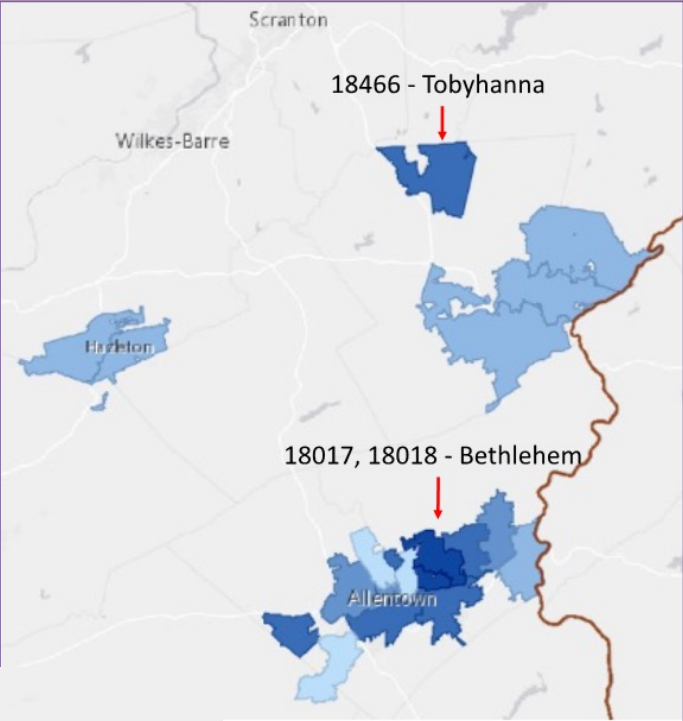 Scranton
18466 - Tobyhanna
Wilkes-Barre
Hazleton
18017, 18018 - Bethlehem
Allentown